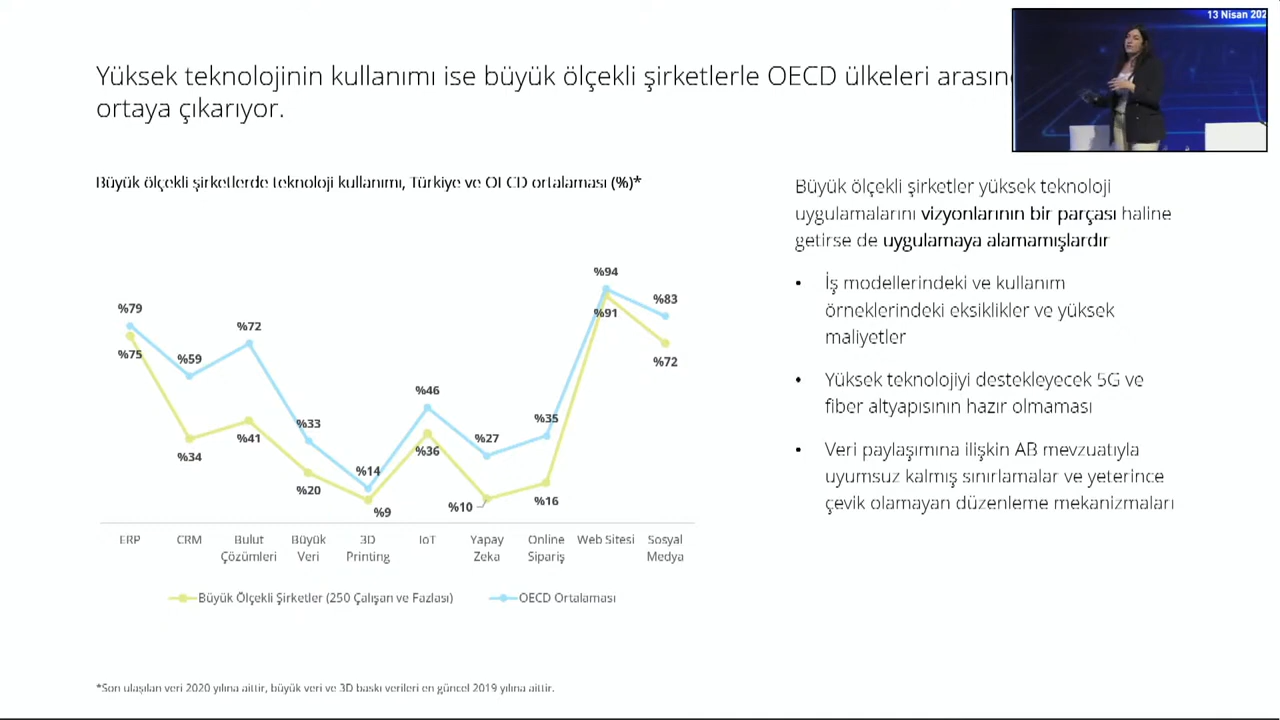 13 Nisan 202
Yüksek teknolojinin kullanımı ise büyük ölçekli şirketlerle OECD ülkeleri
ortaya çıkarıyor.
Büyük ölçekli şirketlerde teknoloji kullanımı, Türkiye ve OECD ortalaması (%)*
%79
%75
%59
%34
%72
%41
%33
%20
%14
%9
%46
%36
%27
%10
%35
%16
%94
%91
%83
%72
ERP CRM Bulut Büyük 3D IoT Yapay Online Web Sitesi Sosyal
Çözümleri Veri Printing Zeka Sipariş Medya
Büyük Ölçekli Şirketler (250 Çalışan ve Fazlası) OECD Ortalaması
Büyük ölçekli şirketler yüksek teknoloji
uygulamalarını vizyonlarının bir parçası haline
getirse de uygulamaya alamamışlardır
• İş modellerindeki ve kullanım
örneklerindeki eksiklikler ve yüksek
maliyetler
• Yüksek teknolojiyi destekleyecek 5G ve
fiber altyapısının hazır olmaması
• Veri paylaşımına ilişkin AB mevzuatıyla
uyumsuz kalmış sınırlamalar ve yeterince
çevik olamayan düzenleme mekanizmaları
*Son ulaşılan veri 2020 yılına aittir, büyük veri ve 3D baskı verileri en güncel 2019 yılına aittir.